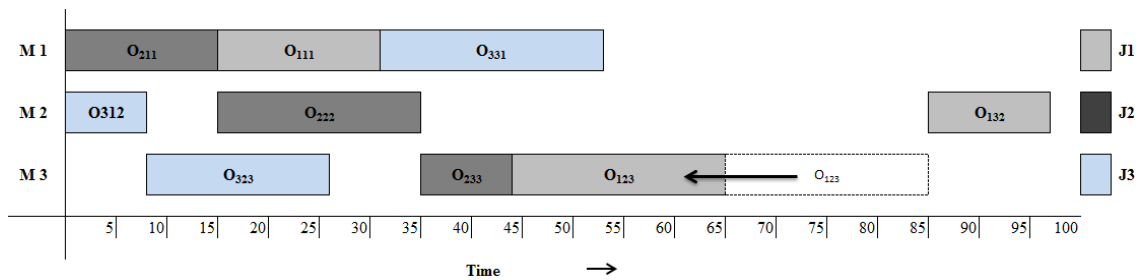 M 1 O₂₁₁ O₁₁₁ O₃₃₁ J1
M 2 O312 O₂₂₂ O₁₃₂ J2
M 3 O₃₂₃ O₂₃₃ O₁₂₃ O₁₂₃ J3
5 10 15 20 25 30 35 40 45 50 55 60 65 70 75 80 85 90 95 100
Time